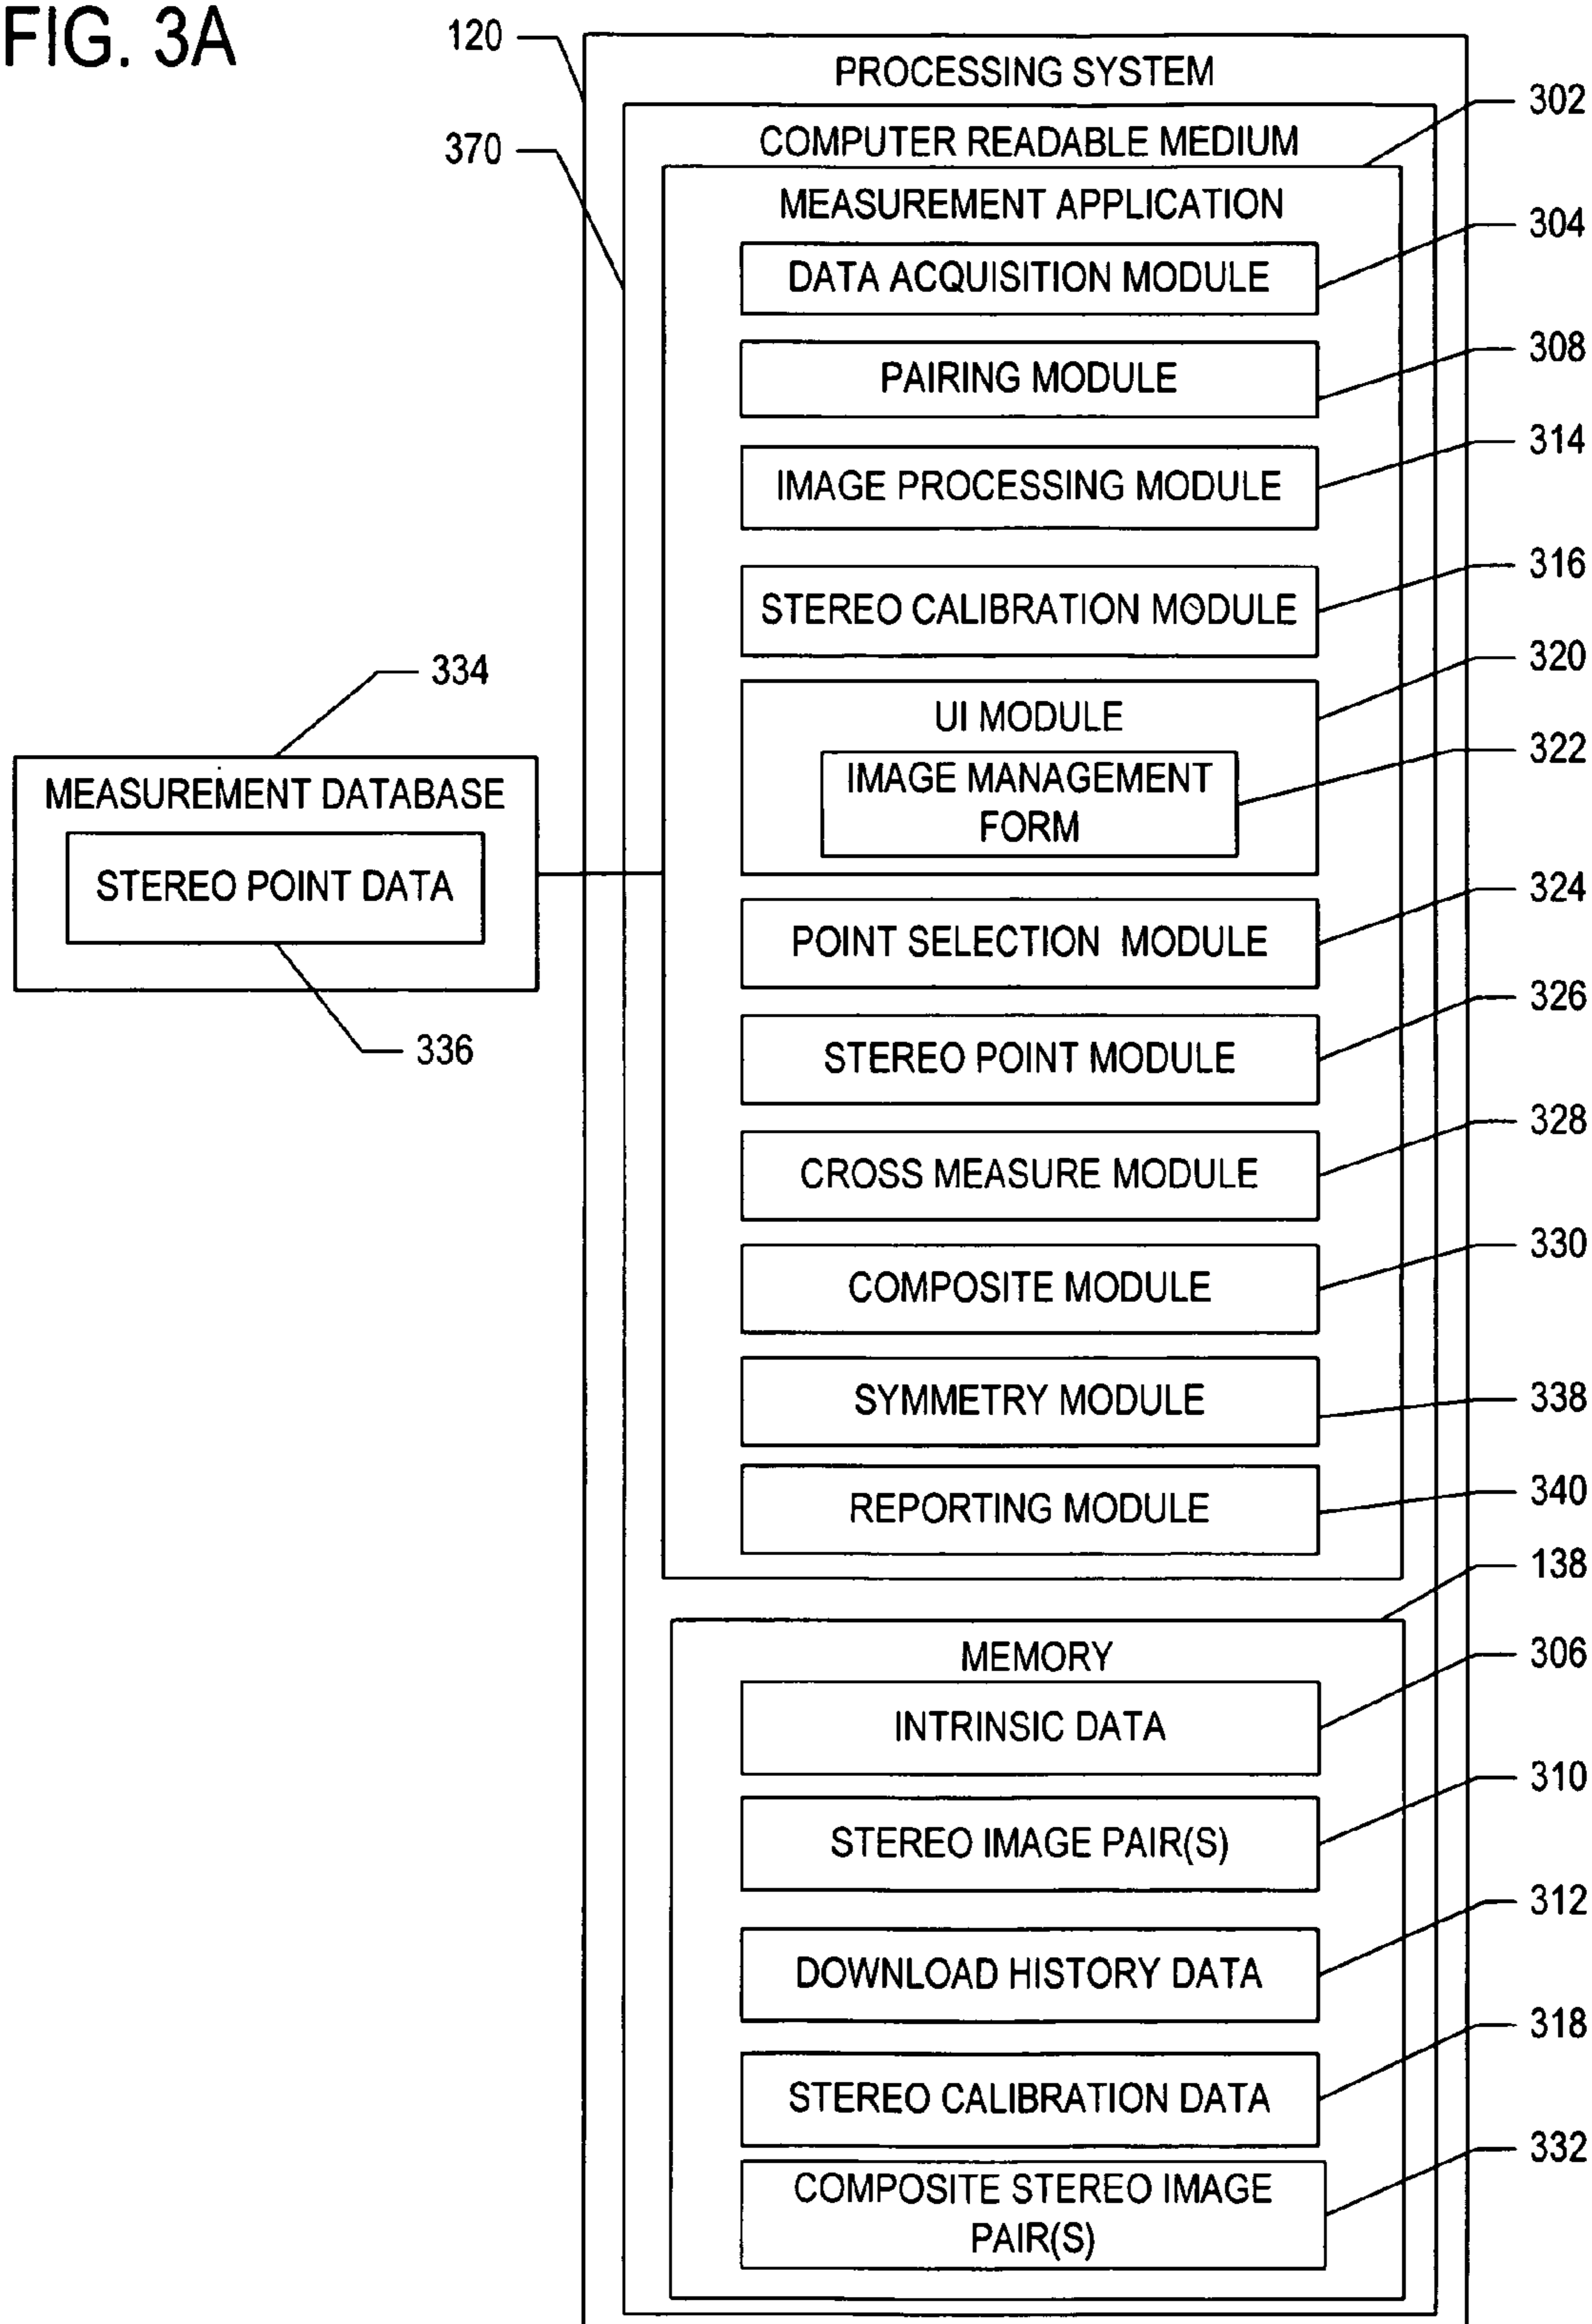 FIG. 3A
120
PROCESSING SYSTEM
370
COMPUTER READABLE MEDIUM
302
MEASUREMENT APPLICATION
304
DATA ACQUISITION MODULE
308
PAIRING MODULE
314
IMAGE PROCESSING MODULE
316
STEREO CALIBRATION MODULE
320
UI MODULE
322
IMAGE MANAGEMENT
FORM
334
MEASUREMENT DATABASE
STEREO POINT DATA
336
324
POINT SELECTION MODULE
326
STEREO POINT MODULE
328
CROSS MEASURE MODULE
330
COMPOSITE MODULE
338
SYMMETRY MODULE
340
REPORTING MODULE
138
MEMORY
306
INTRINSIC DATA
310
STEREO IMAGE PAIR(S)
312
DOWNLOAD HISTORY DATA
318
STEREO CALIBRATION DATA
332
COMPOSITE STEREO IMAGE
PAIR(S)